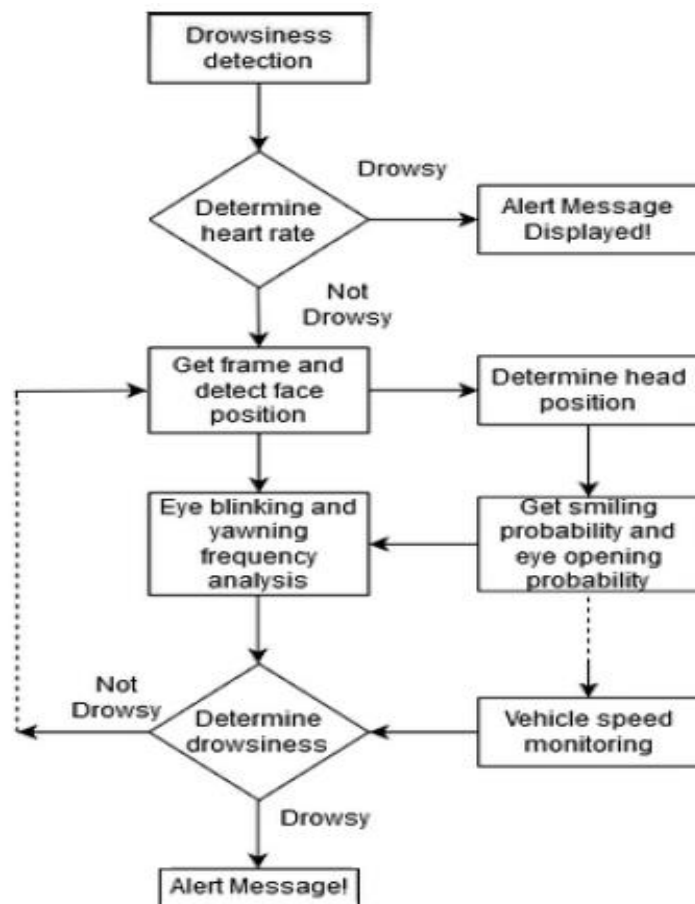 Drowsiness
detection
Drowsy
Determine
heart rate
Alert Message
Displayed!
Not
Drowsy
Get frame and
detect face
position
Determine head
position
Eye blinking and
yawning
frequency
analysis
Get smiling
probability and
eye opening
probability
Not
Drowsy
Determine
drowsiness
Vehicle speed
monitoring
Drowsy
Alert Message!